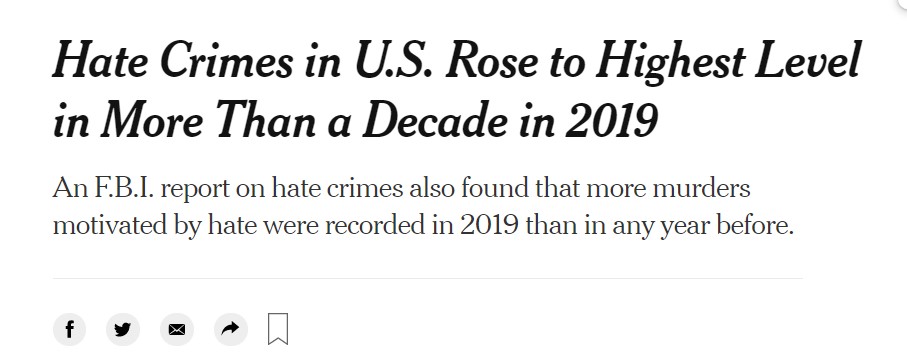 Hate Crimes in U.S. Rose to Highest Level
in More Than a Decade in 2019
An F.B.I. report on hate crimes also found that more murders
motivated by hate were recorded in 2019 than in any year before.